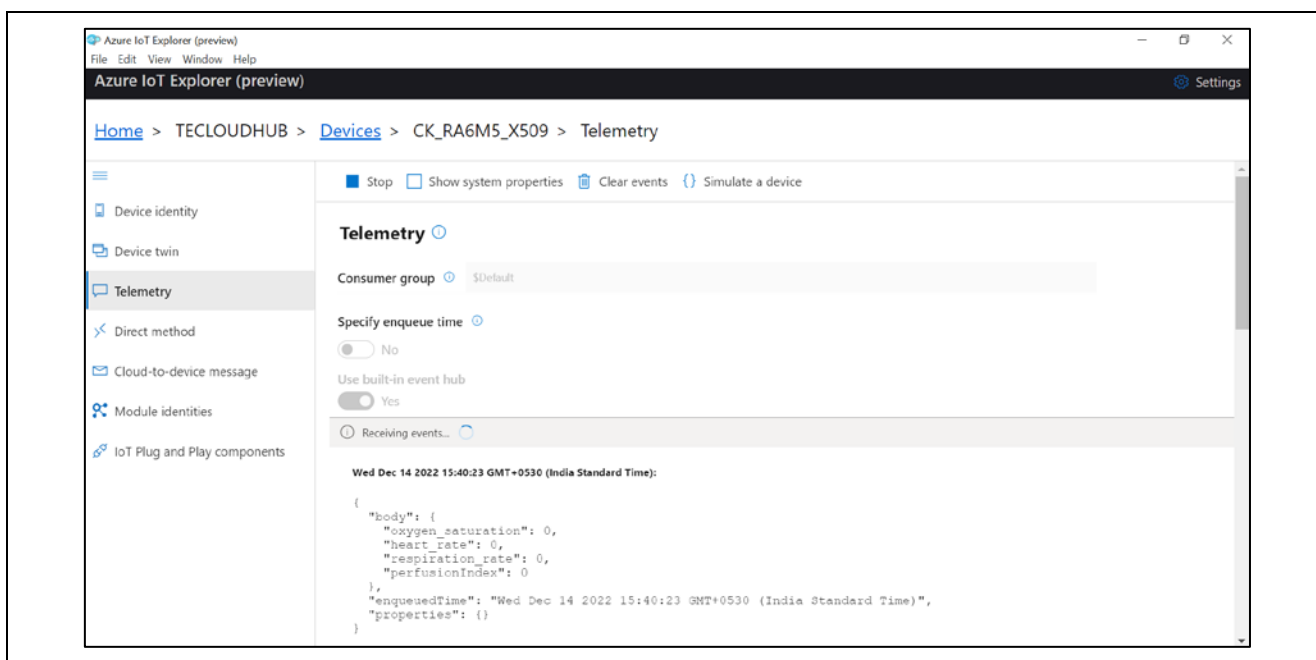 Azure IoT Explorer (preview)
File Edit View Window Help
Azure IoT Explorer (preview)
Settings
Home > TECLOUDHUB > Devices > CK_RA6M5_X509 > Telemetry
Stop Show system properties Clear events {} Simulate a device
Device identity
Device twin
Telemetry
Direct method
Cloud-to-device message
Module identities
IoT Plug and Play components
Telemetry
Consumer group $Default
Specify enqueue time
No
Use built-in event hub
Yes
Receiving events...
Wed Dec 14 2022 15:40:23 GMT+0530 (India Standard Time):
{
"body": {
"oxygen_saturation": 0,
"heart_rate": 0,
"respiration_rate": 0,
"perfusionIndex": 0
},
"enqueuedTime": "Wed Dec 14 2022 15:40:23 GMT+0530 (India Standard Time)",
"properties": {}
}